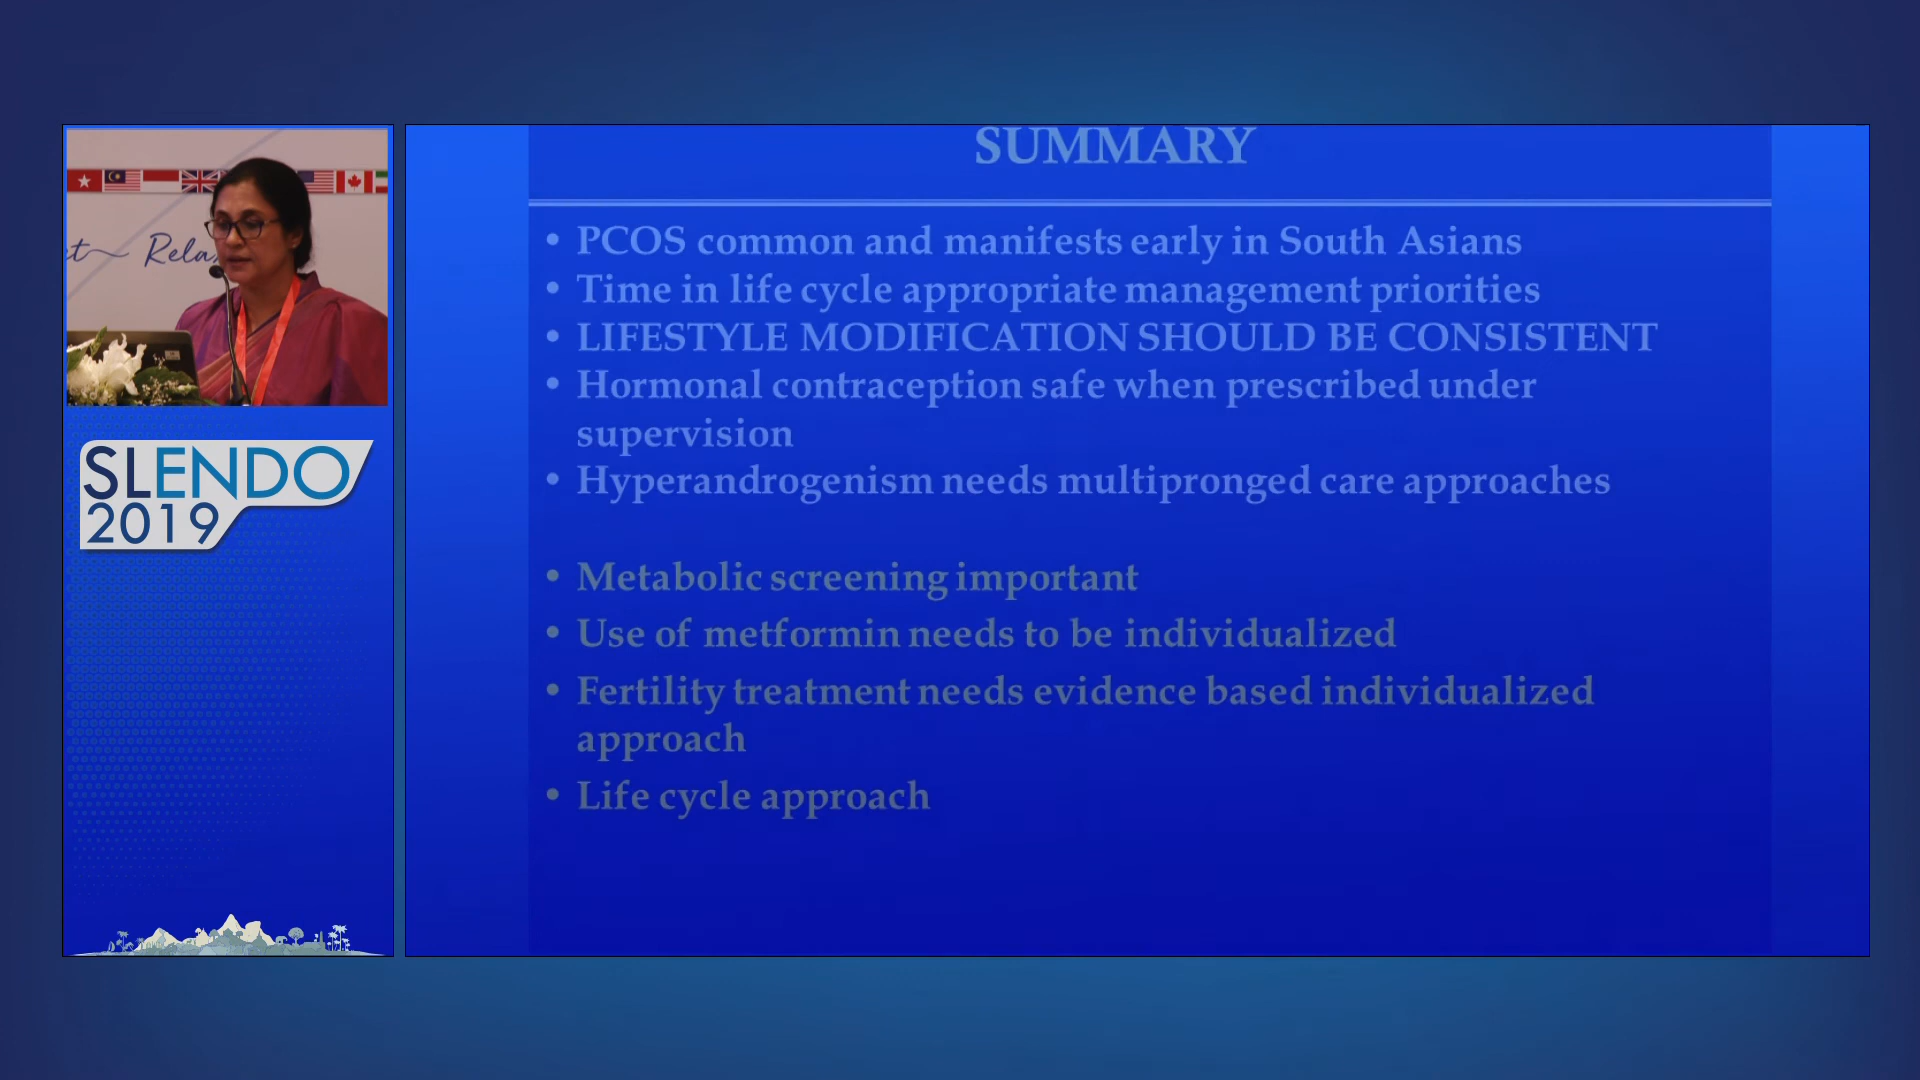 et Rela
SLENDO
2019
SUMMARY
• PCOS common and manifests early in South Asians
• Time in life cycle appropriate management priorities
• LIFESTYLE MODIFICATION SHOULD BE CONSISTENT
• Hormonal contraception safe when prescribed under
supervision
• Hyperandrogenism needs multipronged care approaches
• Metabolic screening important
• Use of metformin needs to be individualized
• Fertility treatment needs evidence based individualized
approach
• Life cycle approach